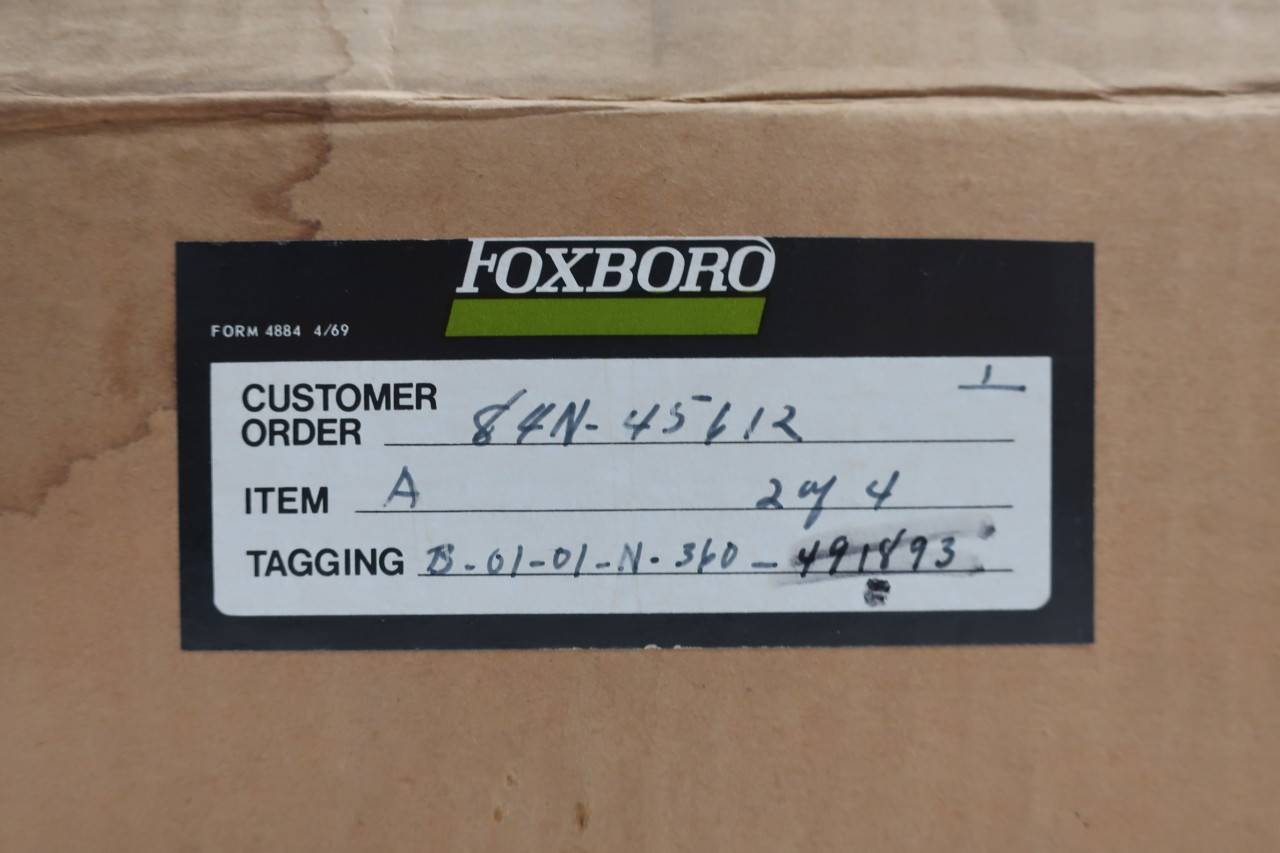 FOXBORO
FORM 4884 4/69
1
CUSTOMER
ORDER 84N-45612
ITEM A 2 of 4
TAGGING B-01-01-N-360-491893